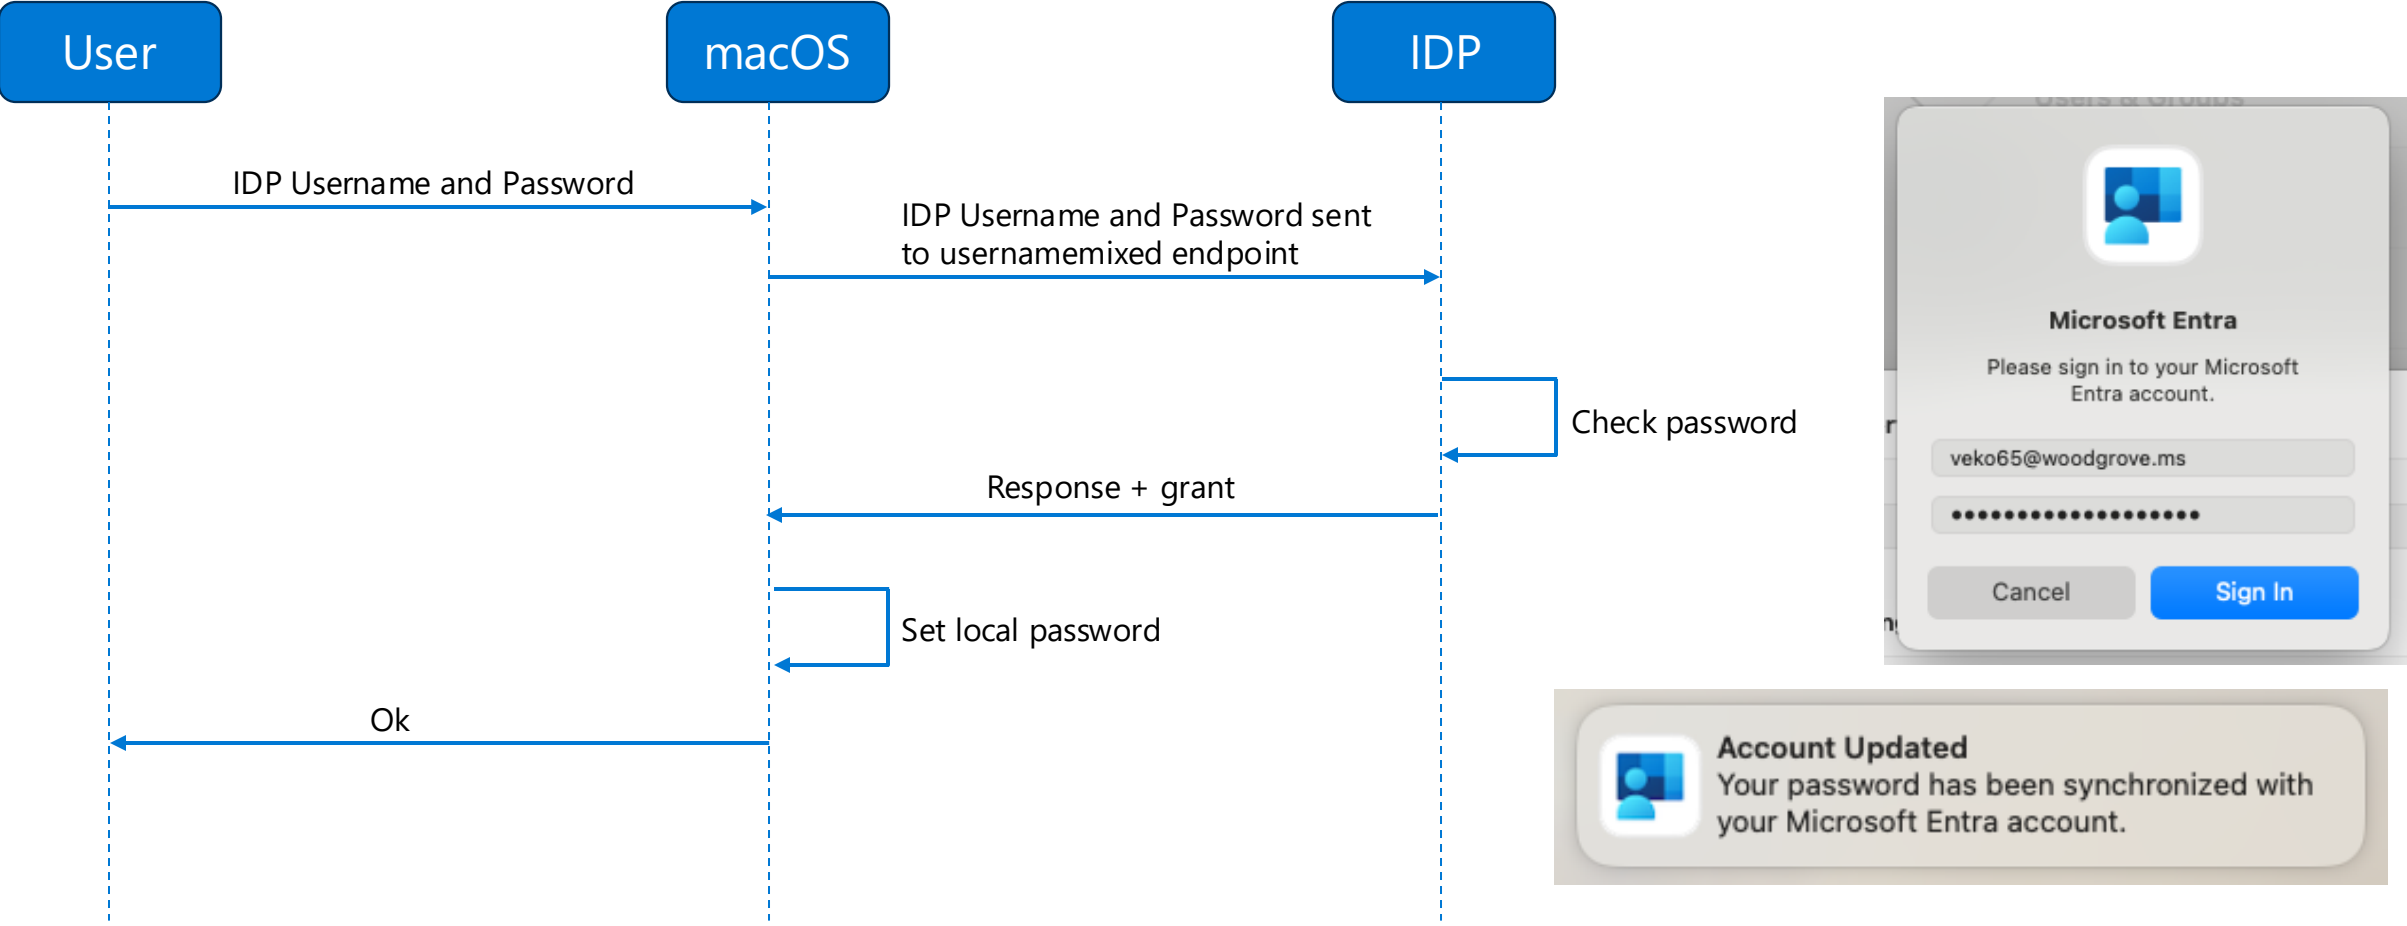 User
macOS
IDP
IDP Username and Password
IDP Username and Password sent
to usernamemixed endpoint
Check password
Response + grant
Set local password
Ok
Users & Groups
Microsoft Entra
Please sign in to your Microsoft
Entra account.
veko65@woodgrove.ms
•••••••••••••••••••
Cancel
Sign In
Account Updated
Your password has been synchronized with
your Microsoft Entra account.